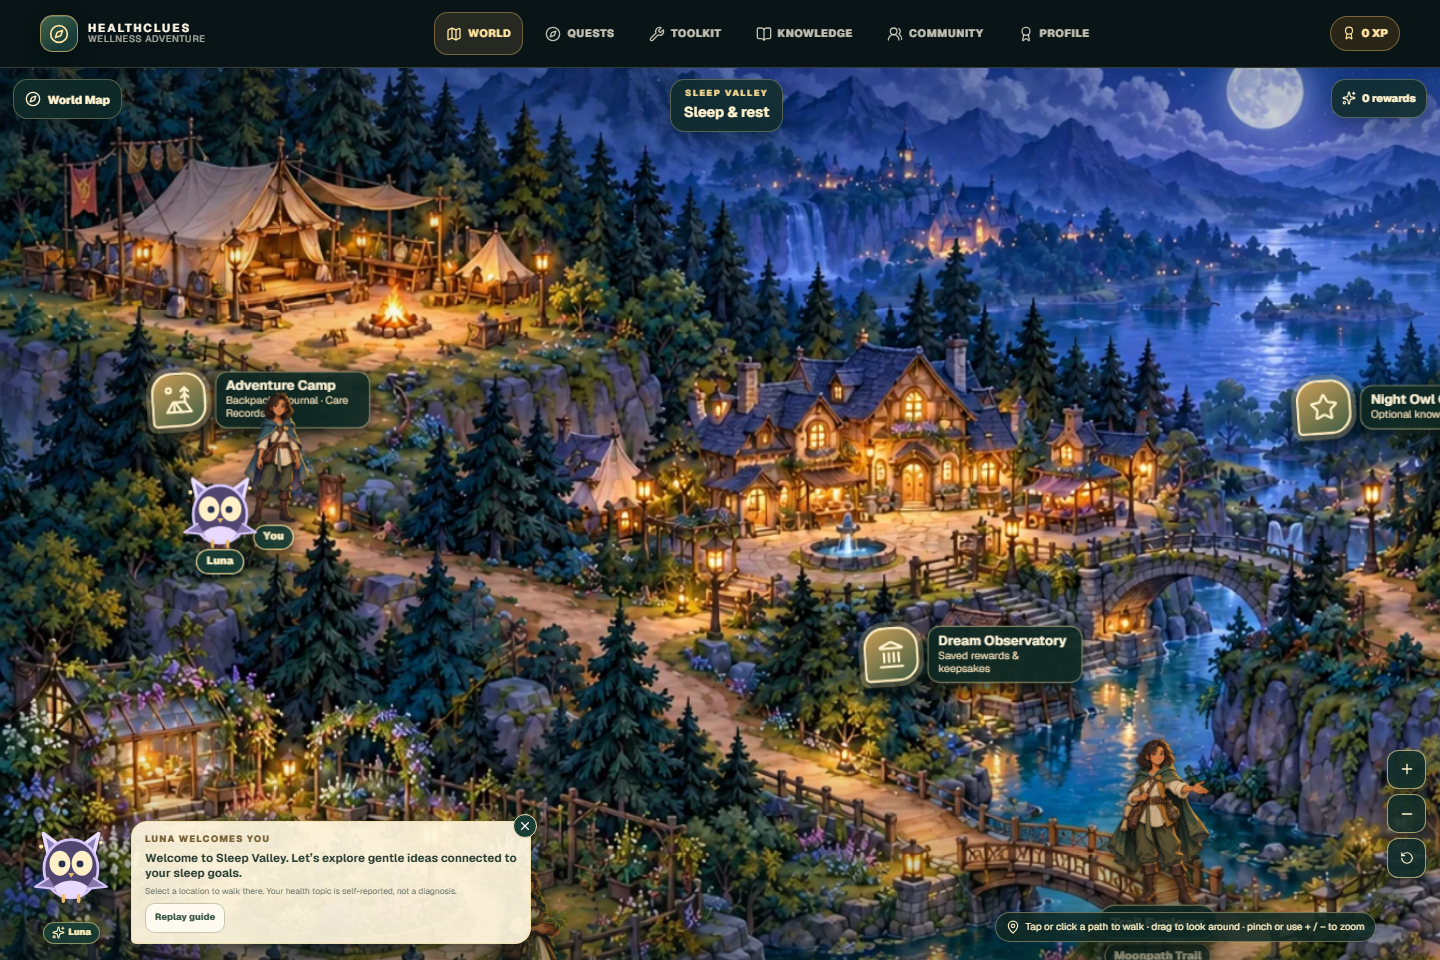 HEALTHCLUES
WELLNESS ADVENTURE
WORLD
QUESTS
TOOLKIT
KNOWLEDGE
COMMUNITY
PROFILE
0 XP
World Map
SLEEP VALLEY
Sleep & rest
0 rewards
Adventure Camp
Journal · Care
Records
Night Owl
Optional
You
Luna
Dream Observatory
Saved rewards &
keepsakes
LUNA WELCOMES YOU
Welcome to Sleep Valley. Let's explore gentle ideas connected to
your sleep goals.
Select a location to walk there. Your health topic is self-reported, not a diagnosis.
Replay guide
Luna
Tap or click a path to walk · drag to look around · pinch or use + / − to zoom
Moonpath Trail